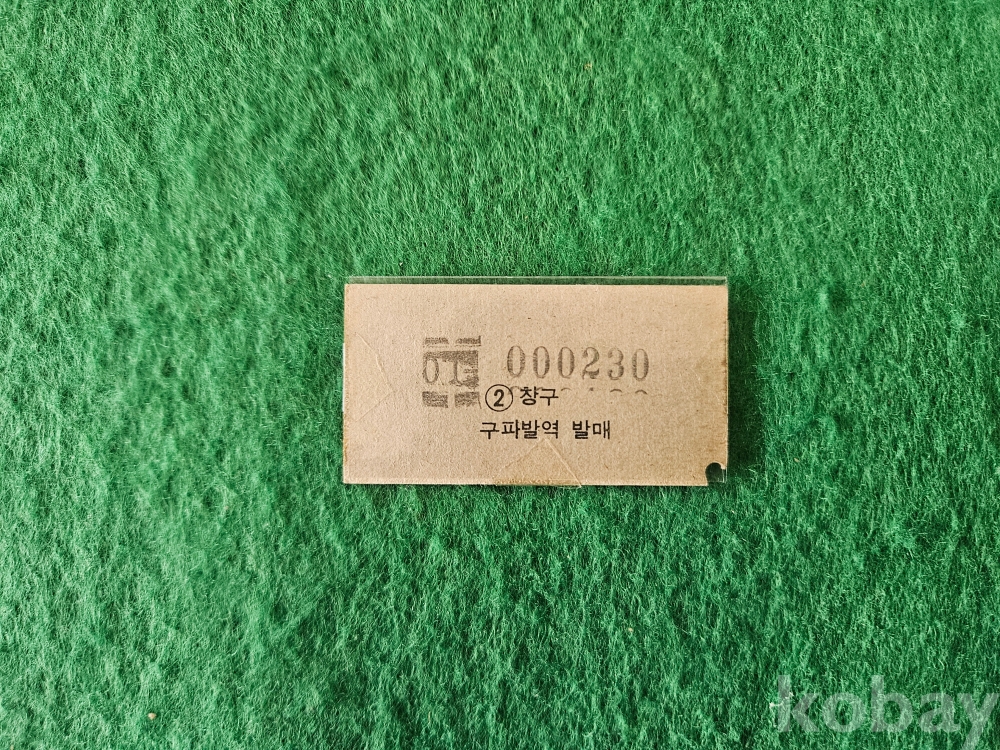 000230
② 창구
구파발역 발매
kobay